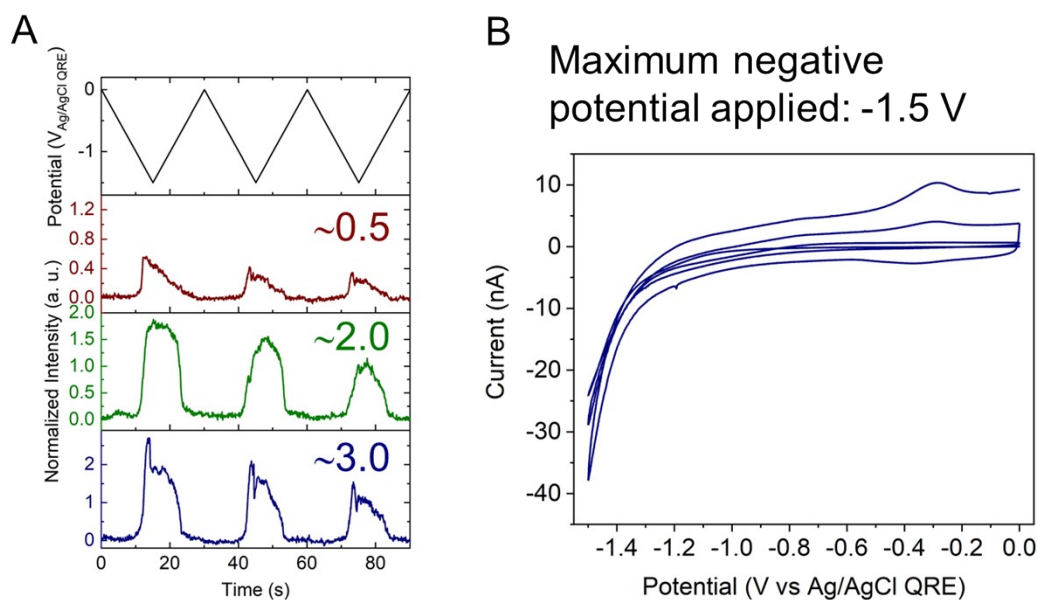 A
Potential (V Ag/AgCl QRE)
0
-1
1.2
0.8
0.4
0.0
~0.5
Normalized Intensity (a. u.)
2.0
1.5
1.0
0.5
0.0
~2.0
2
1
0
~3.0
0 20 40 60 80
Time (s)
B
Maximum negative
potential applied: -1.5 V
10
0
-10
-20
-30
-40
Current (nA)
-1.4 -1.2 -1.0 -0.8 -0.6 -0.4 -0.2 0.0
Potential (V vs Ag/AgCl QRE)